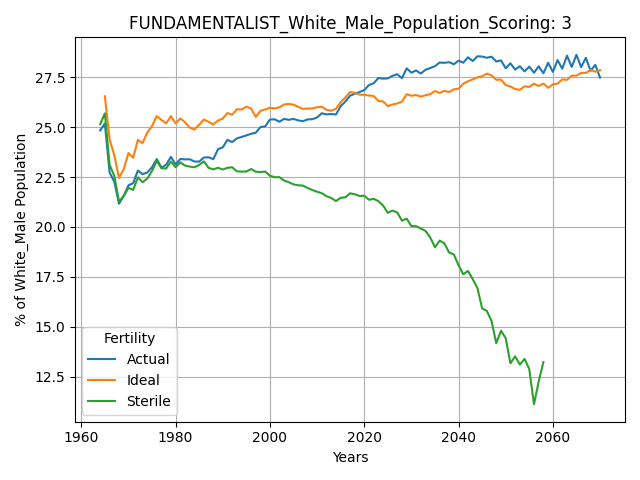 FUNDAMENTALIST_White_Male_Population_Scoring: 3
% of White_Male Population
27.5
25.0
22.5
20.0
17.5
15.0
12.5
Fertility
Actual
Ideal
Sterile
1960
1980
2000
2020
2040
2060
Years